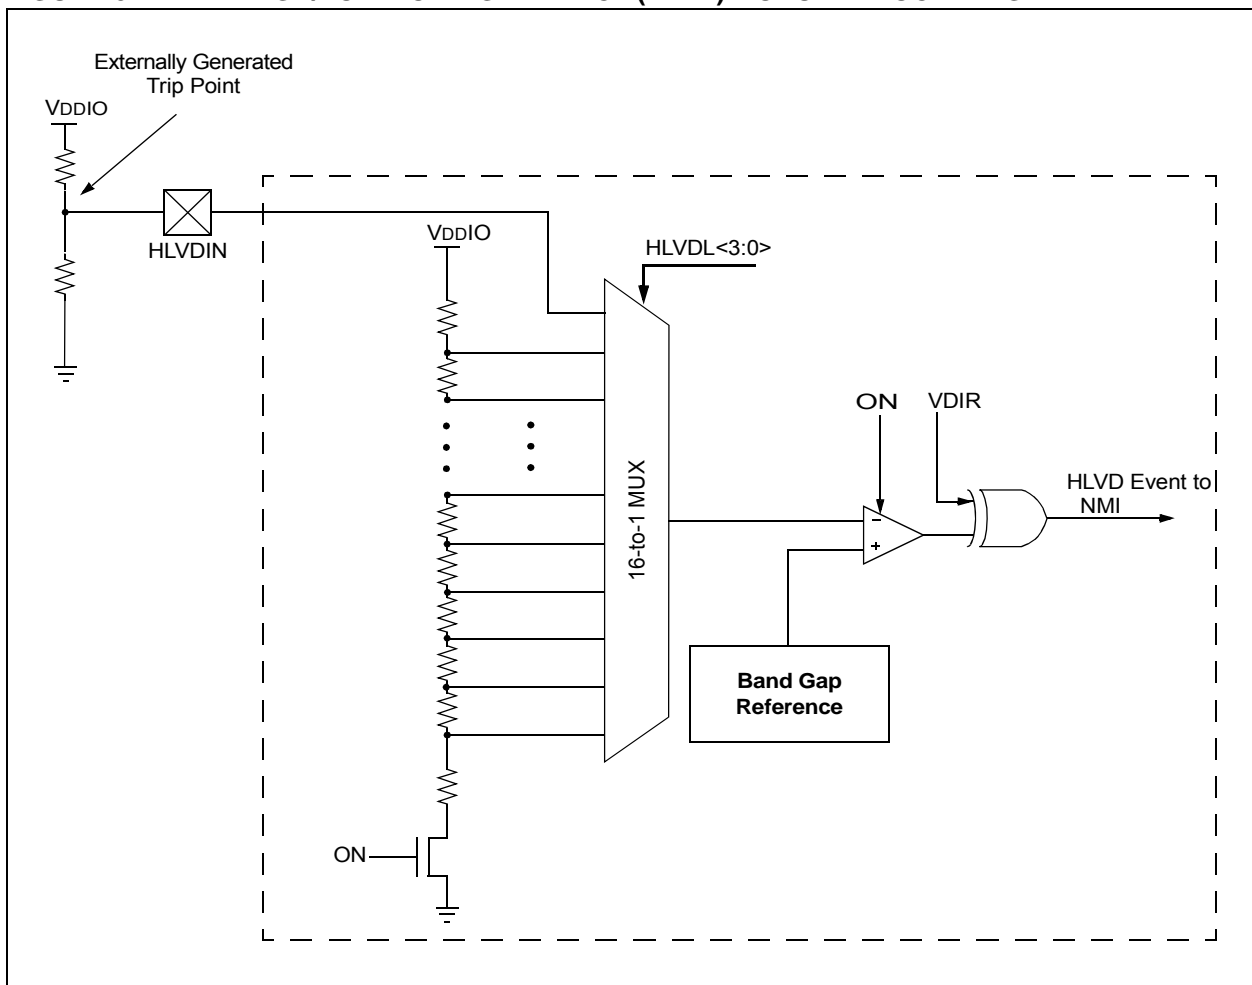 Externally Generated
Trip Point
VDDIO
HLVDIN
VDDIO
HLVDL<3:0>
16-to-1 MUX
ON
VDIR
-
+
HLVD Event to
NMI
Band Gap
Reference
ON